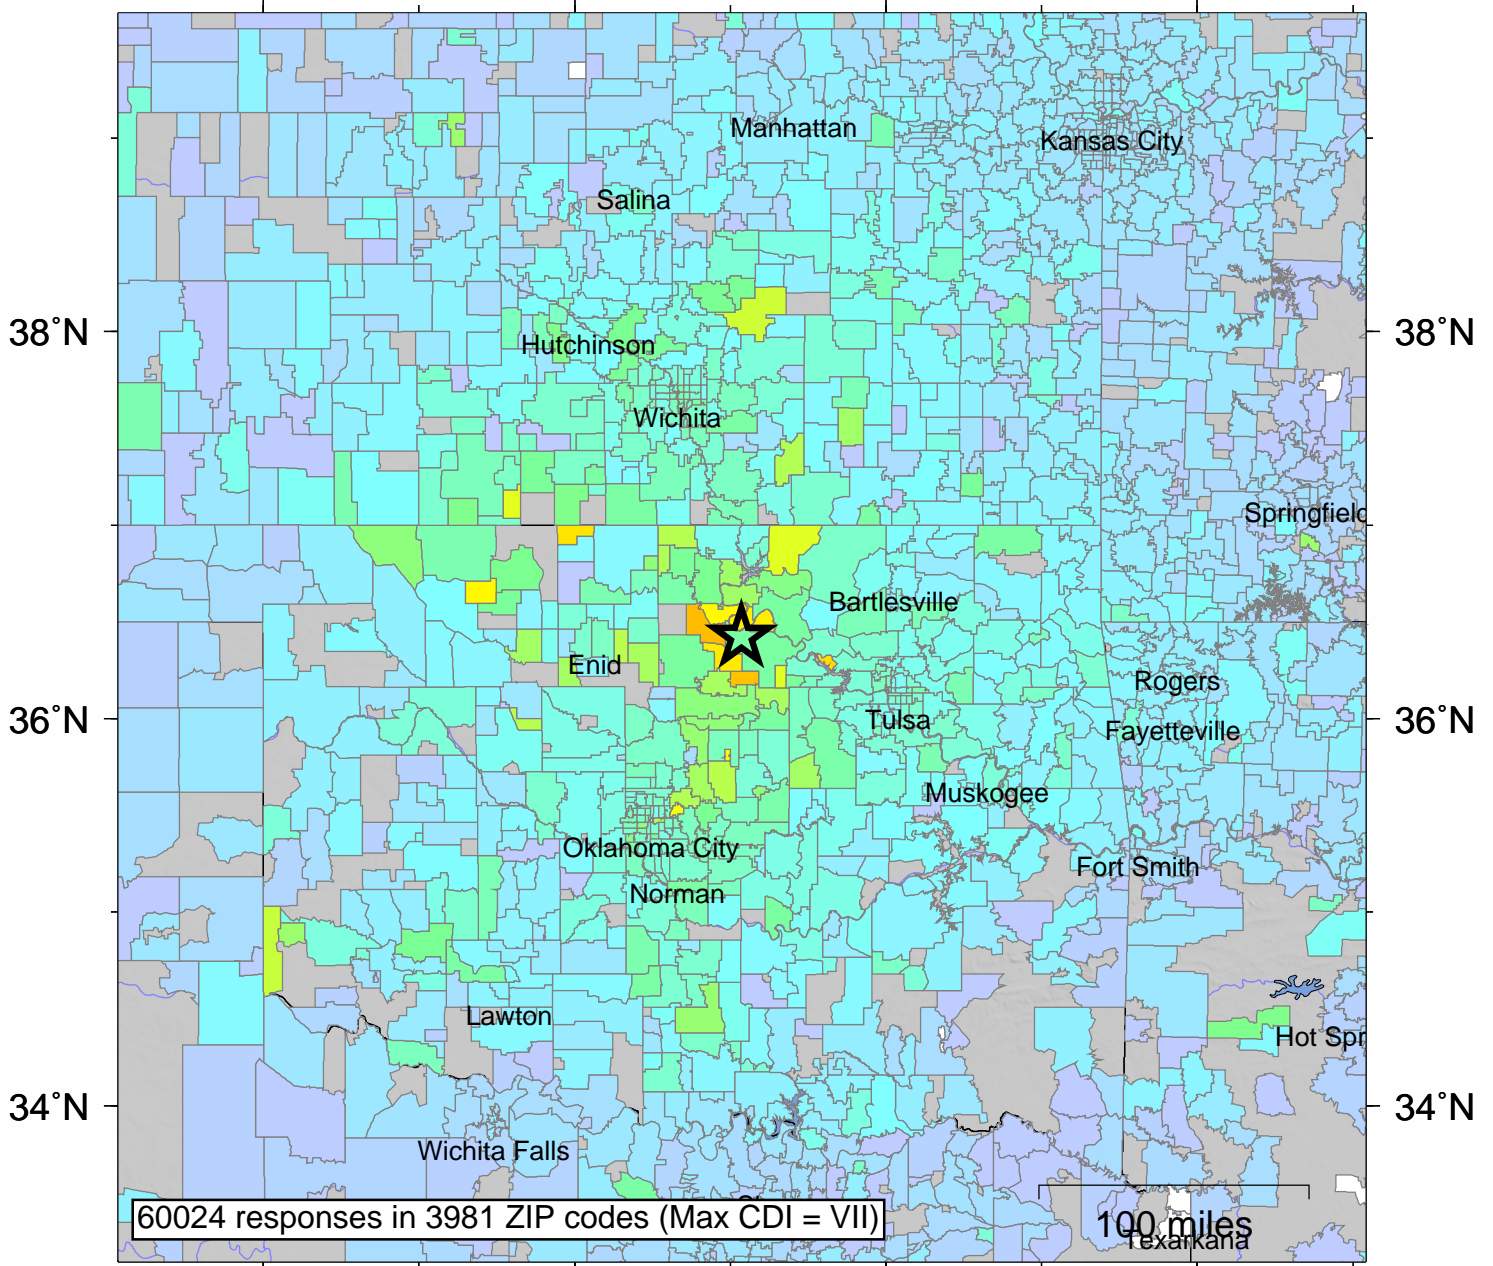 Manhattan
Kansas City
Salina
38°N
38°N
Hutchinson
Wichita
Springfield
Bartlesville
Enid
Rogers
36°N
36°N
Tulsa
Fayetteville
Muskogee
Oklahoma City
Fort Smith
Norman
Lawton
Hot Spr
34°N
34°N
Wichita Falls
60024 responses in 3981 ZIP codes (Max CDI = VII)
100 miles
Texarkana